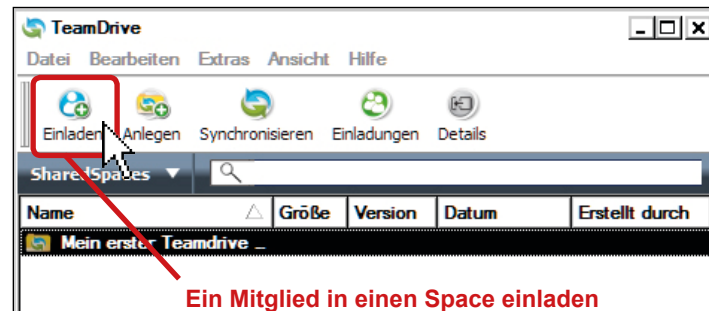 TeamDrive
Datei Bearbeiten Extras Ansicht Hilfe
Einladen Anlegen Synchronisieren Einladungen Details
SharedSpaces
Name Größe Version Datum Erstellt durch
Mein erster Teamdrive ...
Ein Mitglied in einen Space einladen